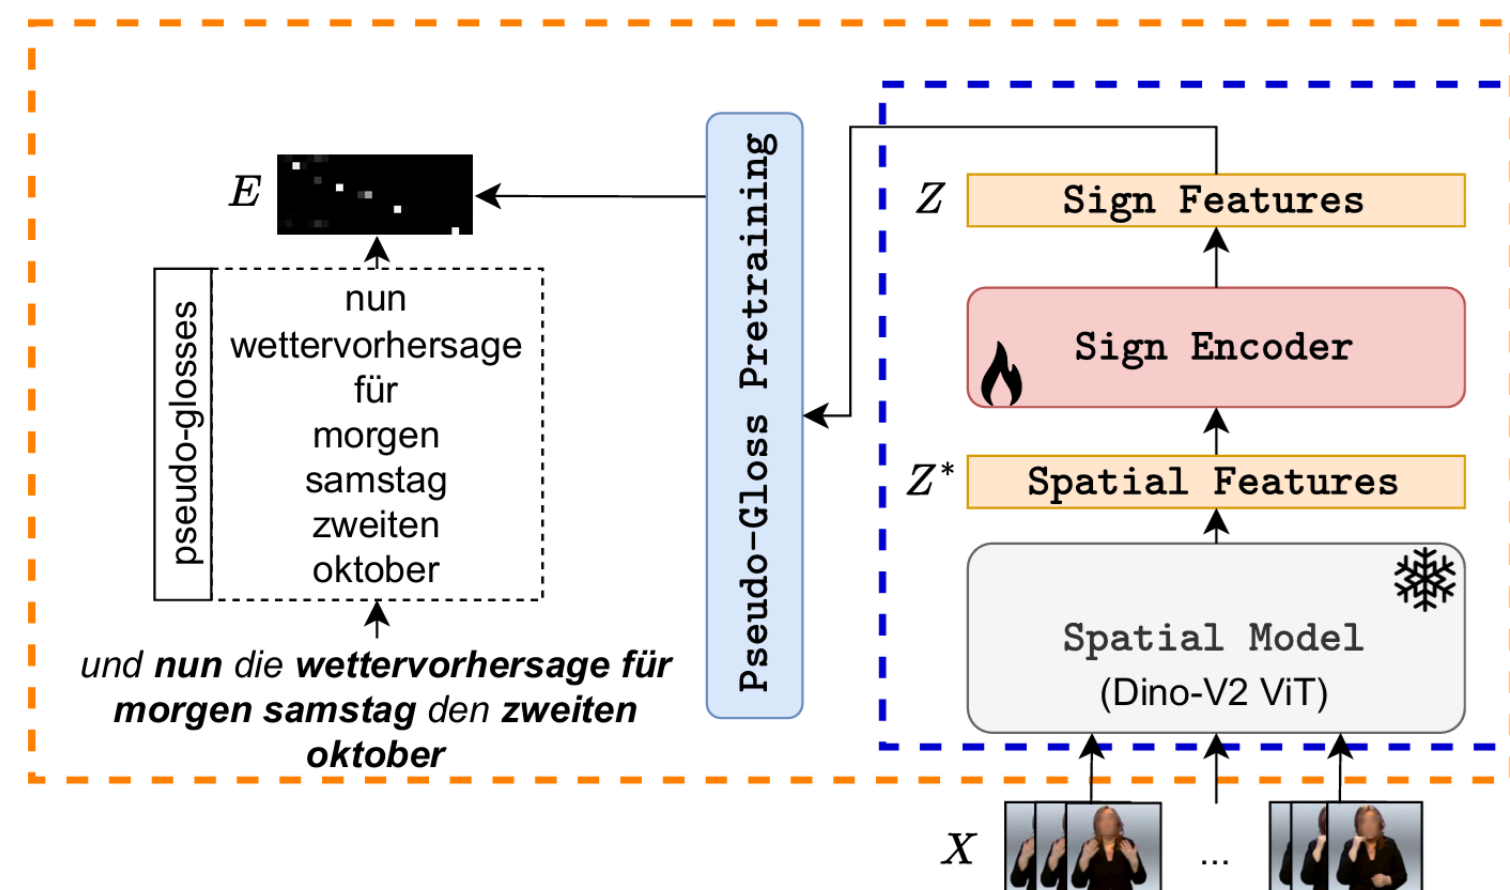 E
pseudo-glosses
nun
wettervorhersage
für
morgen
samstag
zweiten
oktober
und nun die wettervorhersage für
morgen samstag den zweiten
oktober
Pseudo-Gloss Pretraining
Z
Sign Features
Sign Encoder
Z*
Spatial Features
Spatial Model
(Dino-V2 ViT)
X
...